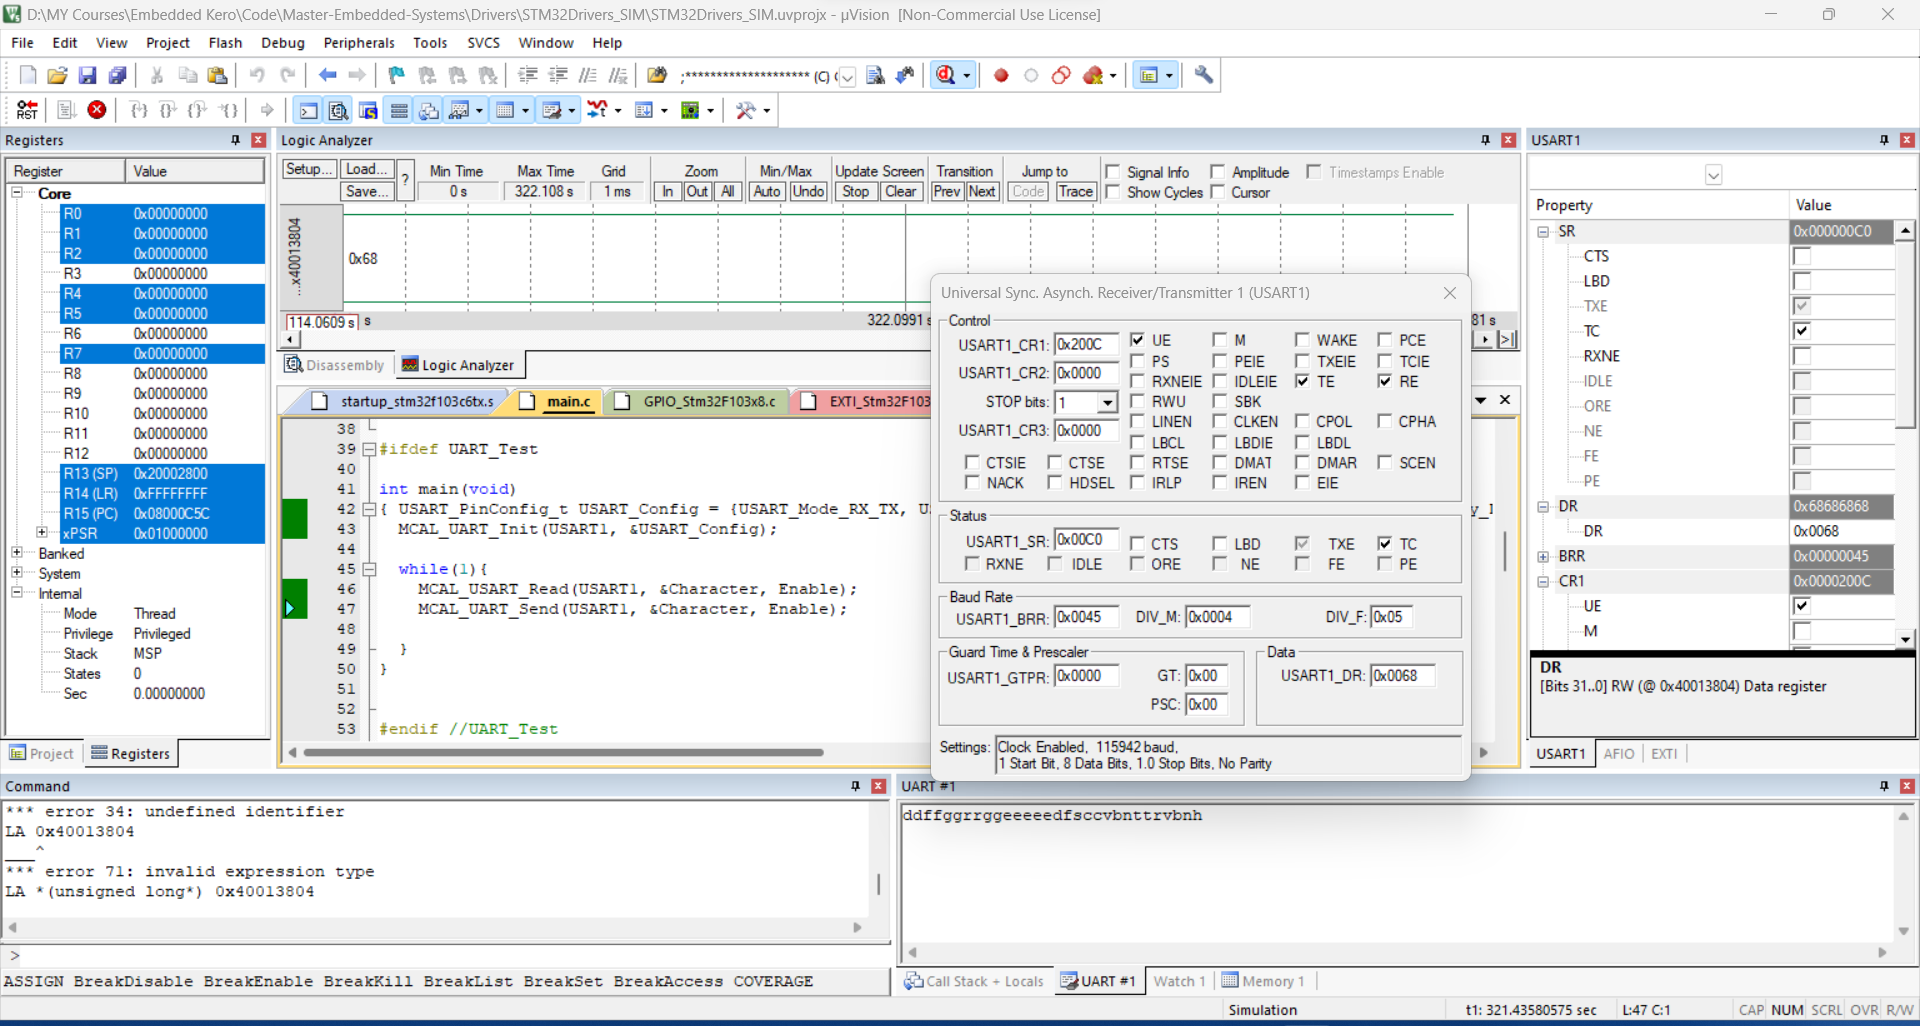 D:\MY Courses\Embedded Kero\Code\Master-Embedded-Systems\Drivers\STM32Drivers_SIM\STM32Drivers_SIM.uvprojx - µVision [Non-Commercial Use License]
File Edit View Project Flash Debug Peripherals Tools SVCS Window Help
;******************** (C) (
RST
Registers
Register Value
Core
R0 0x00000000
R1 0x00000000
R2 0x00000000
R3 0x00000000
R4 0x00000000
R5 0x00000000
R6 0x00000000
R7 0x00000000
R8 0x00000000
R9 0x00000000
R10 0x00000000
R11 0x00000000
R12 0x00000000
R13 (SP) 0x20002800
R14 (LR) 0xFFFFFFFF
R15 (PC) 0x08000C5C
xPSR 0x01000000
Banked
System
Internal
Mode Thread
Privilege Privileged
Stack MSP
States 0
Sec 0.00000000
Project Registers
Logic Analyzer
Setup... Load... ? Min Time Max Time Grid Zoom Min/Max Update Screen Transition Jump to Signal Info Amplitude Timestamps Enable
Save... 0 s 322.108 s 1 ms In Out All Auto Undo Stop Clear Prev Next Code Trace Show Cycles Cursor
...x40013804
0x68
114.0609 s s 322.0991 s 81 s
Disassembly Logic Analyzer
startup_stm32f103c6tx.s main.c GPIO_Stm32F103x8.c EXTI_Stm32F103
38
39 #ifdef UART_Test
40
41 int main(void)
42 { USART_PinConfig_t USART_Config = {USART_Mode_RX_TX, U
43 MCAL_UART_Init(USART1, &USART_Config);
44
45 while(1){
46 MCAL_USART_Read(USART1, &Character, Enable);
47 MCAL_UART_Send(USART1, &Character, Enable);
48
49 }
50 }
51
52
53 #endif //UART_Test
Universal Sync. Asynch. Receiver/Transmitter 1 (USART1)
Control
USART1_CR1: 0x200C UE M WAKE PCE
PS PEIE TXEIE TCIE
USART1_CR2: 0x0000 RXNEIE IDLEIE TE RE
STOP bits: 1 RWU SBK
LINEN CLKEN CPOL CPHA
USART1_CR3: 0x0000 LBCL LBDIE LBDL
CTSIE CTSE RTSE DMAT DMAR SCEN
NACK HDSEL IRLP IREN EIE
Status
USART1_SR: 0x00C0 CTS LBD TXE TC
RXNE IDLE ORE NE FE PE
Baud Rate
USART1_BRR: 0x0045 DIV_M: 0x0004 DIV_F: 0x05
Guard Time & Prescaler Data
USART1_GTPR: 0x0000 GT: 0x00 USART1_DR: 0x0068
PSC: 0x00
Settings: Clock Enabled, 115942 baud,
1 Start Bit, 8 Data Bits, 1.0 Stop Bits, No Parity
USART1
Property Value
SR 0x000000C0
CTS
LBD
TXE
TC
RXNE
IDLE
ORE
NE
FE
PE
DR 0x68686868
DR 0x0068
BRR 0x00000045
CR1 0x0000200C
UE
M
DR
[Bits 31..0] RW (@ 0x40013804) Data register
USART1 AFIO EXTI
Command
*** error 34: undefined identifier
LA 0x40013804
^
*** error 71: invalid expression type
LA *(unsigned long*) 0x40013804
>
ASSIGN BreakDisable BreakEnable BreakKill BreakList BreakSet BreakAccess COVERAGE
UART #1
ddffggrrggeeeeedfsccvbnttrvbnh
Call Stack + Locals UART #1 Watch 1 Memory 1
Simulation t1: 321.43580575 sec L:47 C:1 CAP NUM SCRL OVR R/W